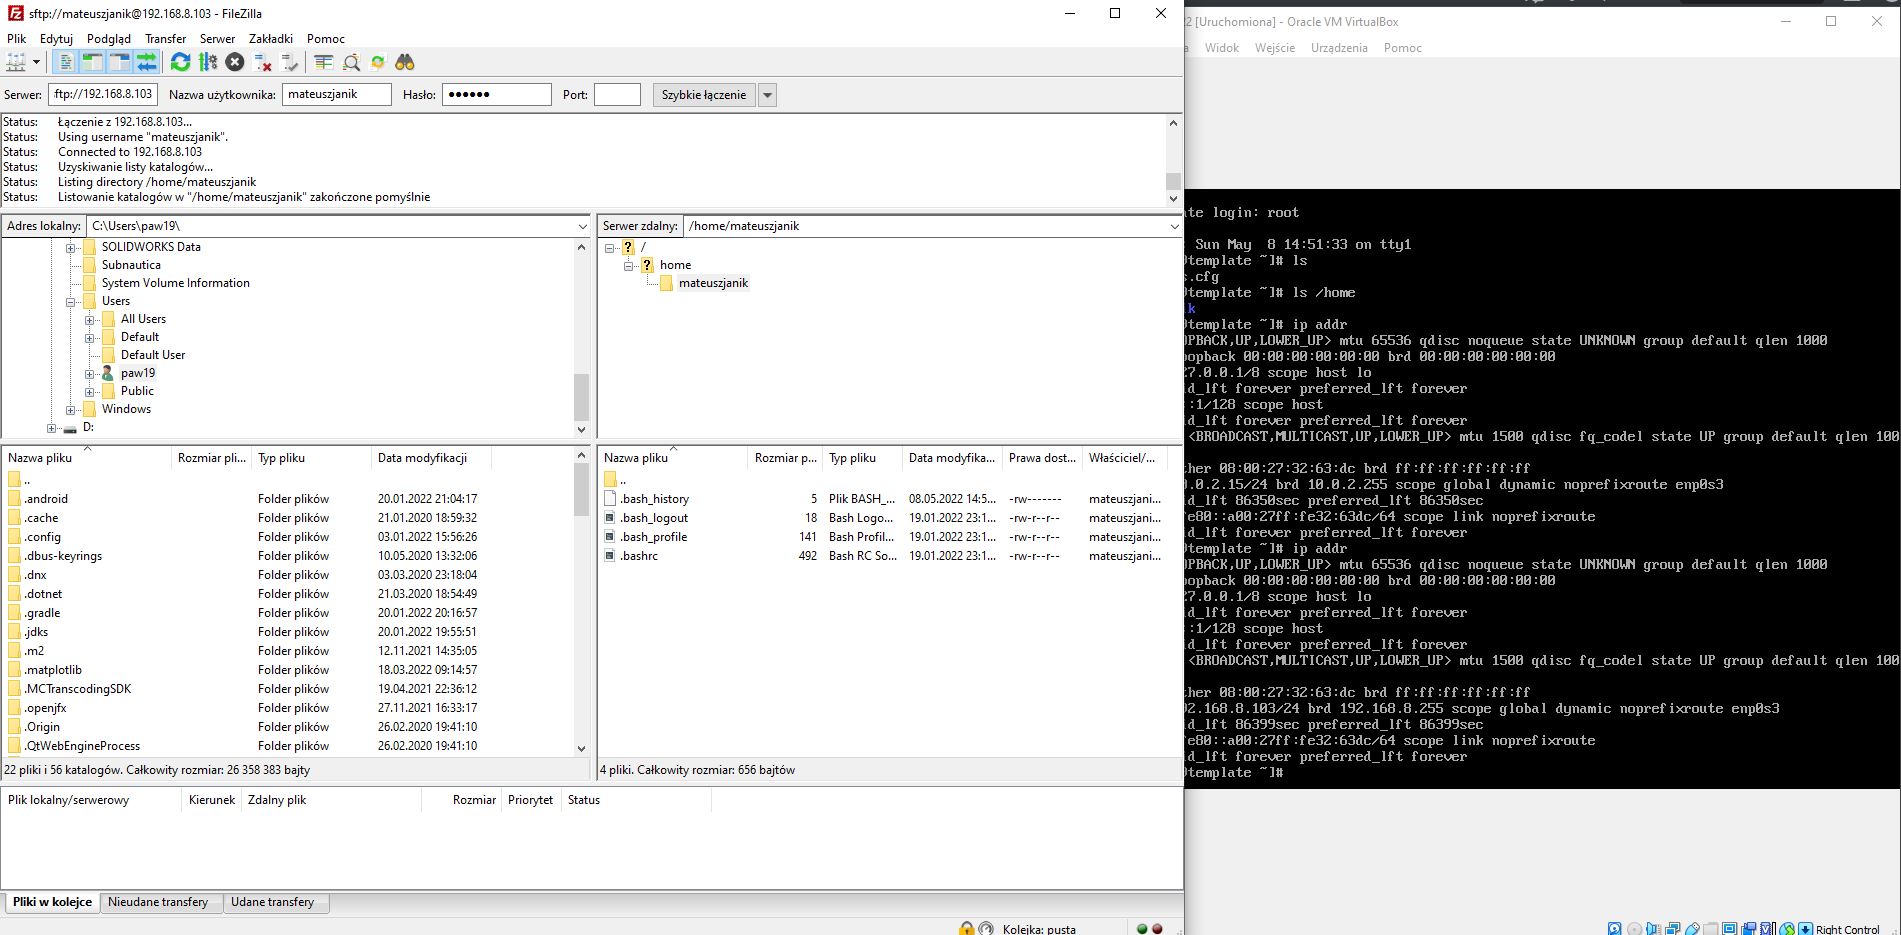 sftp://mateuszjanik@192.168.8.103 - FileZilla
Plik Edytuj Podgląd Transfer Serwer Zakładki Pomoc
Serwer: ftp://192.168.8.103 Nazwa użytkownika: mateuszjanik Hasło: ●●●●●● Port: Szybkie łączenie
Status: Łączenie z 192.168.8.103...
Status: Using username "mateuszjanik".
Status: Connected to 192.168.8.103
Status: Uzyskiwanie listy katalogów...
Status: Listing directory /home/mateuszjanik
Status: Listowanie katalogów w "/home/mateuszjanik" zakończone pomyślnie
Adres lokalny: C:\Users\paw19\
SOLIDWORKS Data
Subnautica
System Volume Information
Users
All Users
Default
Default User
paw19
Public
Windows
D:
Serwer zdalny: /home/mateuszjanik
/
home
mateuszjanik
Nazwa pliku Rozmiar pli... Typ pliku Data modyfikacji
..
.android Folder plików 20.01.2022 21:04:17
.cache Folder plików 21.01.2020 18:59:32
.config Folder plików 03.01.2022 15:56:26
.dbus-keyrings Folder plików 10.05.2020 13:32:06
.dnx Folder plików 03.03.2020 23:18:04
.dotnet Folder plików 21.03.2020 18:54:49
.gradle Folder plików 20.01.2022 20:16:57
.jdks Folder plików 20.01.2022 19:55:51
.m2 Folder plików 12.11.2021 14:35:05
.matplotlib Folder plików 18.03.2022 09:14:57
.MCTranscodingSDK Folder plików 19.04.2021 22:36:12
.openjfx Folder plików 27.11.2021 16:33:17
.Origin Folder plików 26.02.2020 19:41:10
.QtWebEngineProcess Folder plików 26.02.2020 19:41:10
22 pliki i 56 katalogów. Całkowity rozmiar: 26 358 383 bajty
Nazwa pliku Rozmiar p... Typ pliku Data modyfika... Prawa dost... Właściciel/...
..
.bash_history 5 Plik BASH_... 08.05.2022 14:5... -rw------- mateuszjani...
.bash_logout 18 Bash Logo... 19.01.2022 23:1... -rw-r--r-- mateuszjani...
.bash_profile 141 Bash Profil... 19.01.2022 23:1... -rw-r--r-- mateuszjani...
.bashrc 492 Bash RC So... 19.01.2022 23:1... -rw-r--r-- mateuszjani...
4 pliki. Całkowity rozmiar: 656 bajtów
Plik lokalny/serwerowy Kierunek Zdalny plik Rozmiar Priorytet Status
Pliki w kolejce Nieudane transfery Udane transfery
Kolejka: pusta
22 [Uruchomiona] - Oracle VM VirtualBox
a Widok Wejście Urządzenia Pomoc
ate login: root
: Sun May  8 14:51:33 on tty1
@template ~]# ls
s.cfg
@template ~]# ls /home
k
@template ~]# ip addr
OPBACK,UP,LOWER_UP> mtu 65536 qdisc noqueue state UNKNOWN group default qlen 1000
oopback 00:00:00:00:00:00 brd 00:00:00:00:00:00
27.0.0.1/8 scope host lo
id_lft forever preferred_lft forever
::1/128 scope host
id_lft forever preferred_lft forever
<BROADCAST,MULTICAST,UP,LOWER_UP> mtu 1500 qdisc fq_codel state UP group default qlen 100
ther 08:00:27:32:63:dc brd ff:ff:ff:ff:ff:ff
0.0.2.15/24 brd 10.0.2.255 scope global dynamic noprefixroute enp0s3
id_lft 86350sec preferred_lft 86350sec
fe80::a00:27ff:fe32:63dc/64 scope link noprefixroute
id_lft forever preferred_lft forever
@template ~]# ip addr
OPBACK,UP,LOWER_UP> mtu 65536 qdisc noqueue state UNKNOWN group default qlen 1000
oopback 00:00:00:00:00:00 brd 00:00:00:00:00:00
27.0.0.1/8 scope host lo
id_lft forever preferred_lft forever
::1/128 scope host
id_lft forever preferred_lft forever
<BROADCAST,MULTICAST,UP,LOWER_UP> mtu 1500 qdisc fq_codel state UP group default qlen 100
ther 08:00:27:32:63:dc brd ff:ff:ff:ff:ff:ff
92.168.8.103/24 brd 192.168.8.255 scope global dynamic noprefixroute enp0s3
id_lft 86399sec preferred_lft 86399sec
fe80::a00:27ff:fe32:63dc/64 scope link noprefixroute
id_lft forever preferred_lft forever
@template ~]#
Right Control